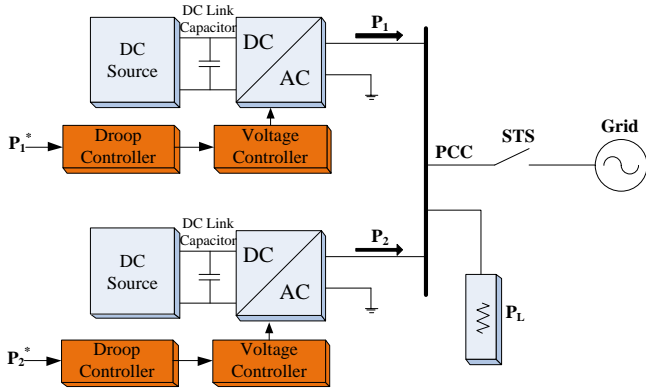 DC Link
Capacitor
DC
Source
DC
AC
P1
P1*
Droop
Controller
Voltage
Controller
PCC
STS
Grid
DC Link
Capacitor
DC
Source
DC
AC
P2
PL
P2*
Droop
Controller
Voltage
Controller